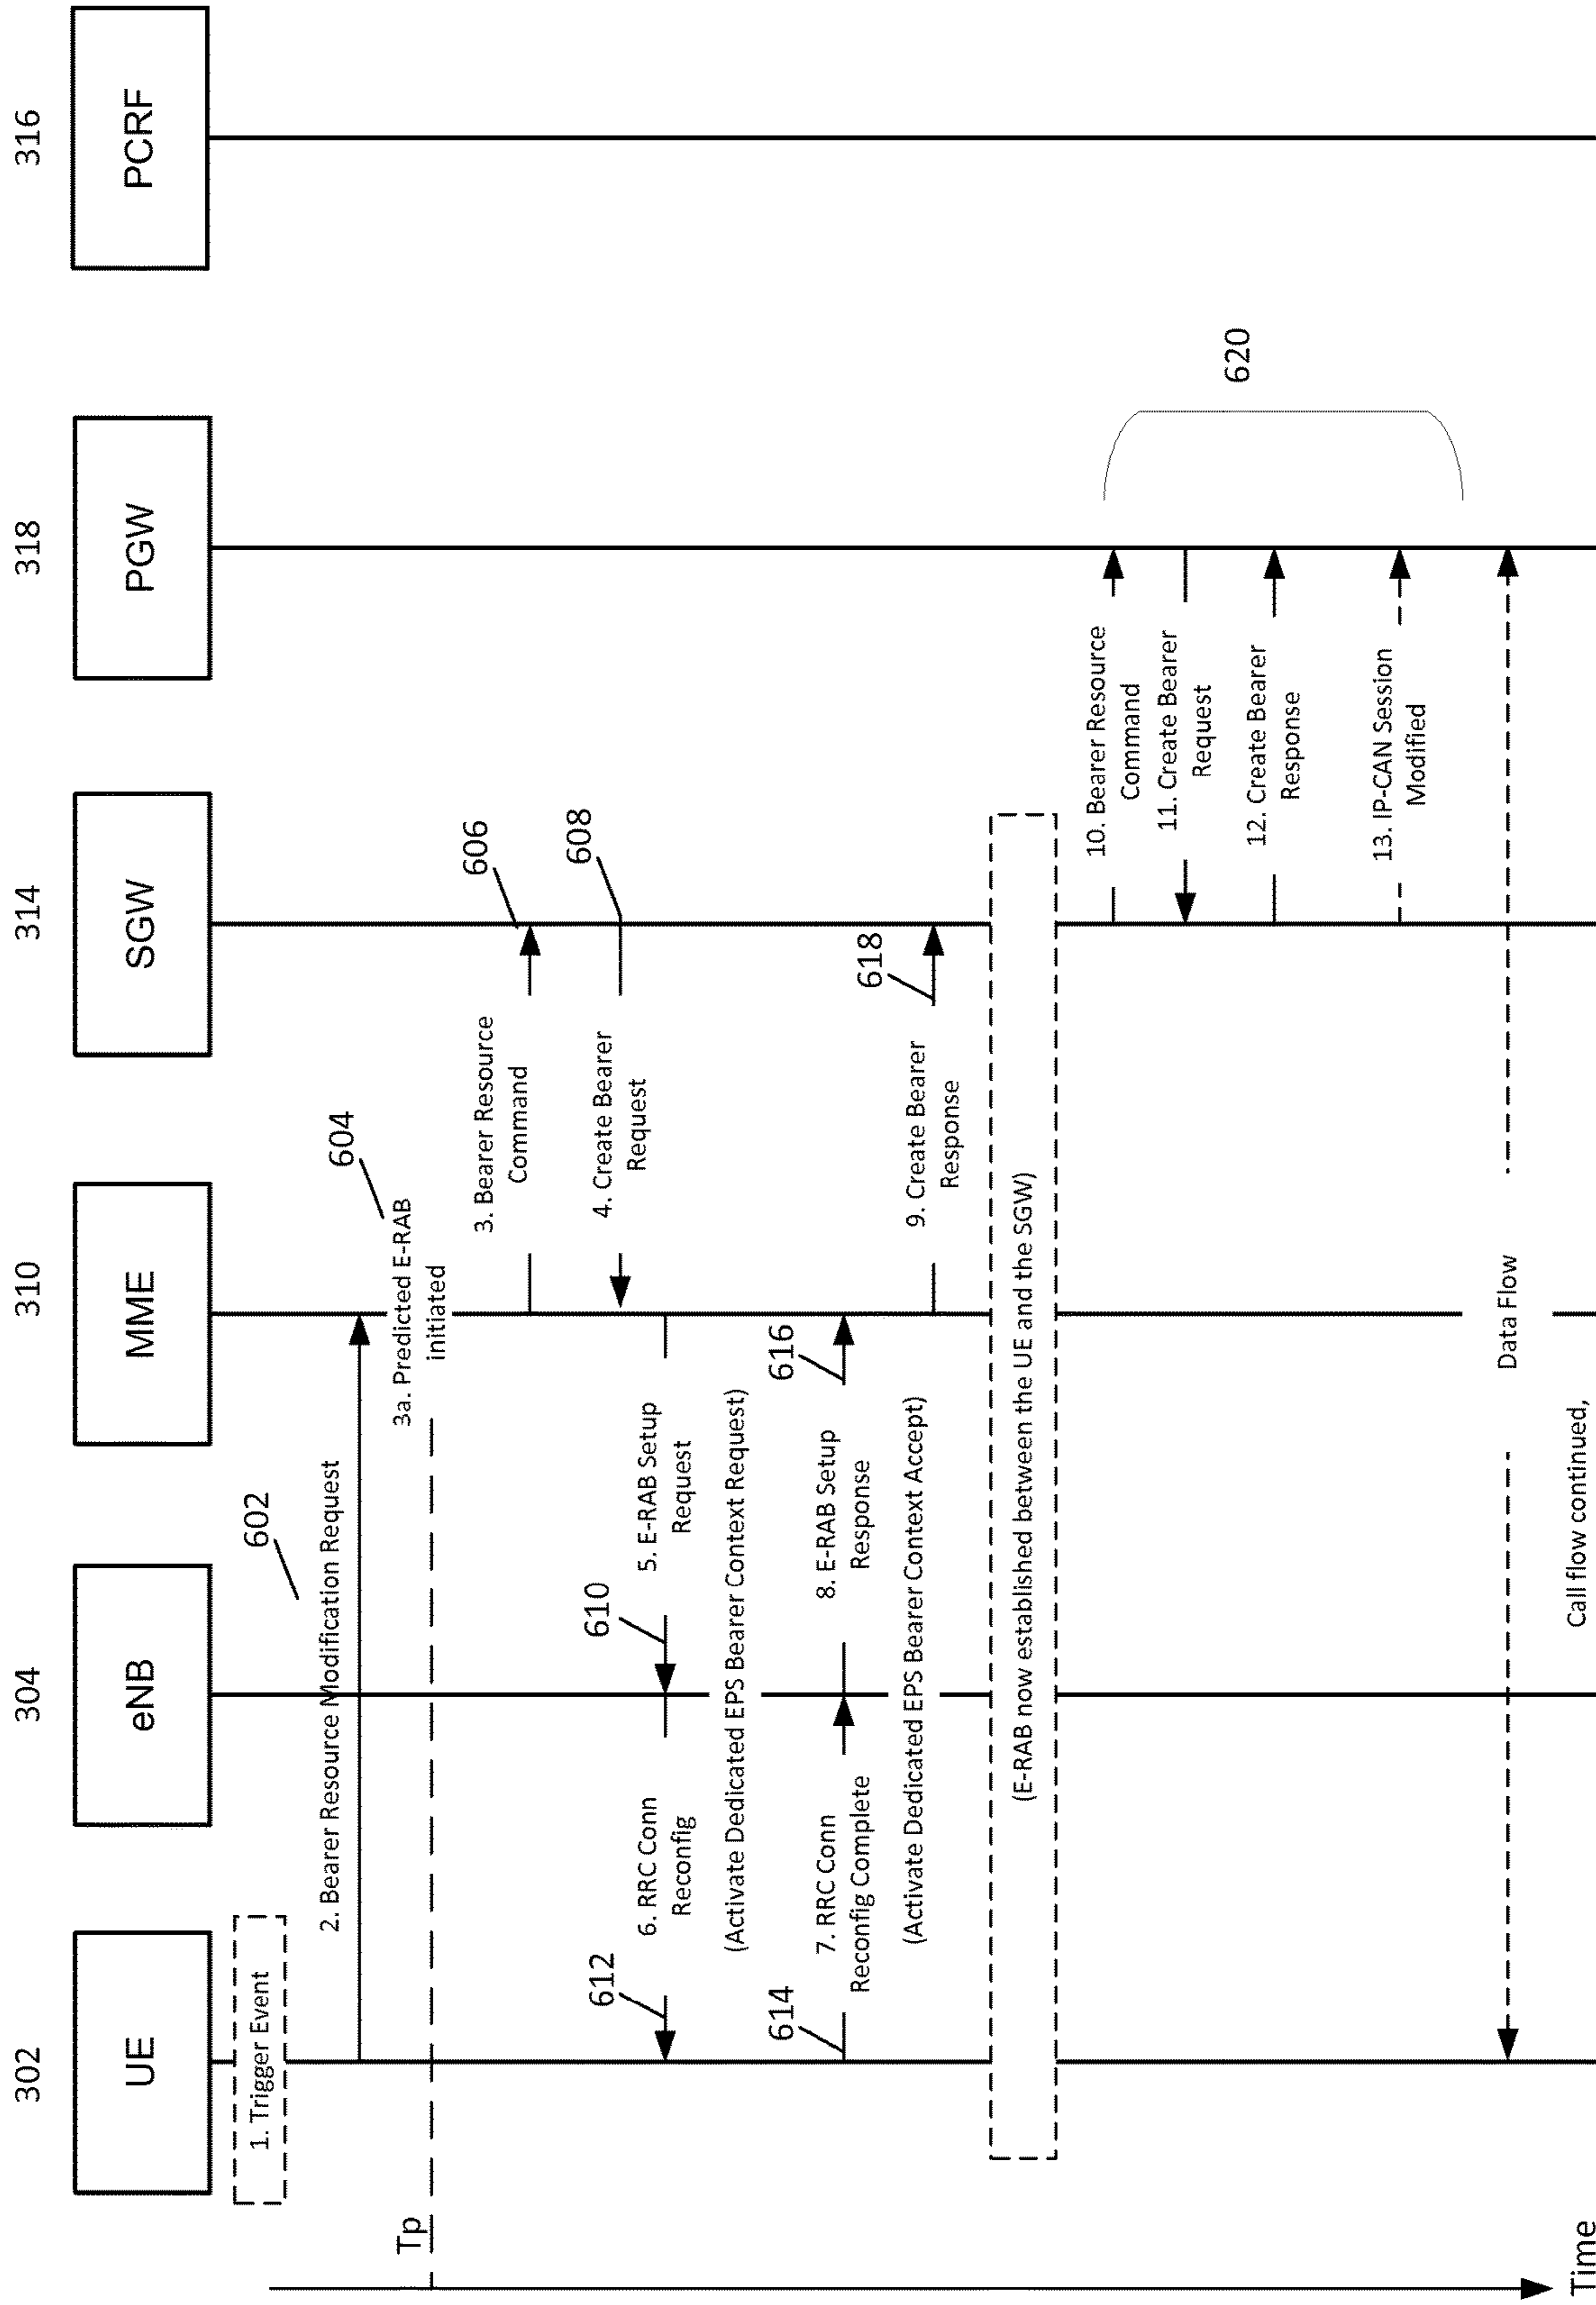 302
304
310
314
318
316
UE
eNB
MME
SGW
PGW
PCRF
1. Trigger Event
602
2. Bearer Resource Modification Request
604
Tp
3a. Predicted E-RAB
initiated
606
3. Bearer Resource
Command
608
4. Create Bearer
Request
610
5. E-RAB Setup
Request
612
6. RRC Conn
Reconfig
(Activate Dedicated EPS Bearer Context Request)
614
7. RRC Conn
Reconfig Complete
616
8. E-RAB Setup
Response
(Activate Dedicated EPS Bearer Context Accept)
618
9. Create Bearer
Response
(E-RAB now established between the UE and the SGW)
10. Bearer Resource
Command
11. Create Bearer
Request
12. Create Bearer
Response
13. IP-CAN Session
Modified
620
Data Flow
Call flow continued,
Time